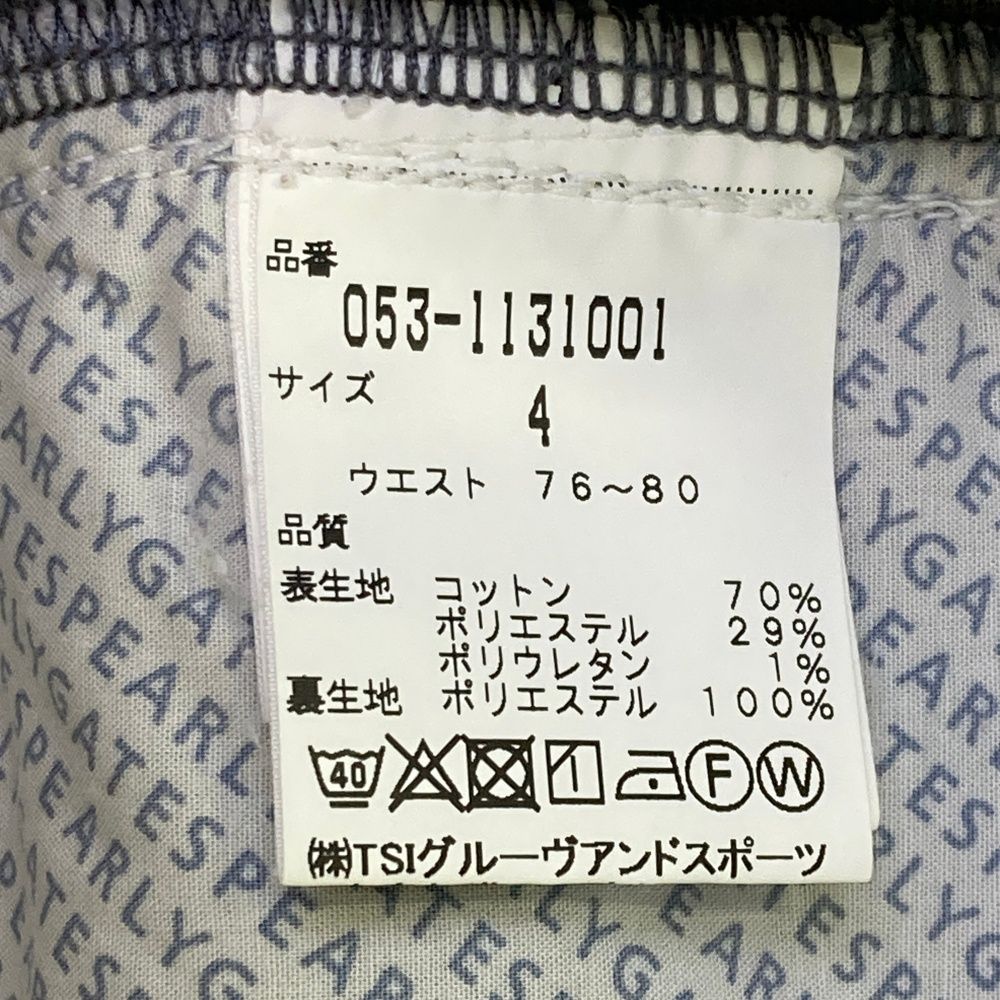 品番
053-1131001
サイズ
4
ウエスト 76～80
品質
表生地 コットン 70%
ポリエステル 29%
ポリウレタン 1%
裏生地 ポリエステル 100%
40 F W
㈱TSIグルーヴアンドスポーツ
PEARLYGATES